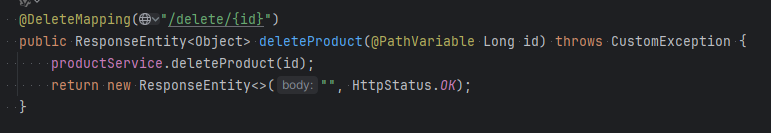 @DeleteMapping("/delete/{id}")
public ResponseEntity<Object> deleteProduct(@PathVariable Long id) throws CustomException {
productService.deleteProduct(id);
return new ResponseEntity<>( body: "", HttpStatus.OK);
}